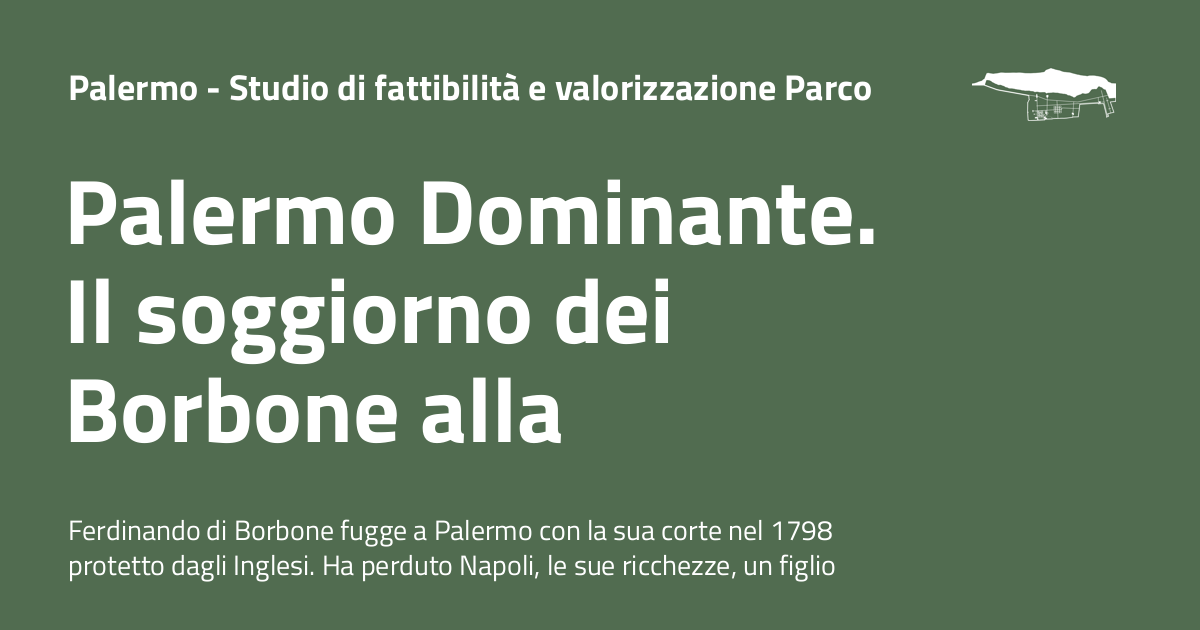 Palermo - Studio di fattibilità e valorizzazione Parco
Palermo Dominante.
Il soggiorno dei
Borbone alla
Ferdinando di Borbone fugge a Palermo con la sua corte nel 1798
protetto dagli Inglesi. Ha perduto Napoli, le sue ricchezze, un figlio